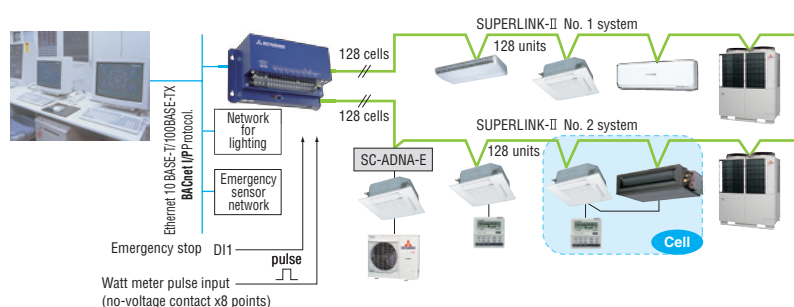 SUPERLINK-II No. 1 system
128 cells
128 units
128 cells
SUPERLINK-II No. 2 system
128 units
Ethernet 10 BASE-T/100BASE-TX
BACnet I/PProtocol.
Network
for
lighting
Emergency
sensor
network
SC-ADNA-E
Cell
Emergency stop DI1
pulse
Watt meter pulse input
(no-voltage contact x8 points)